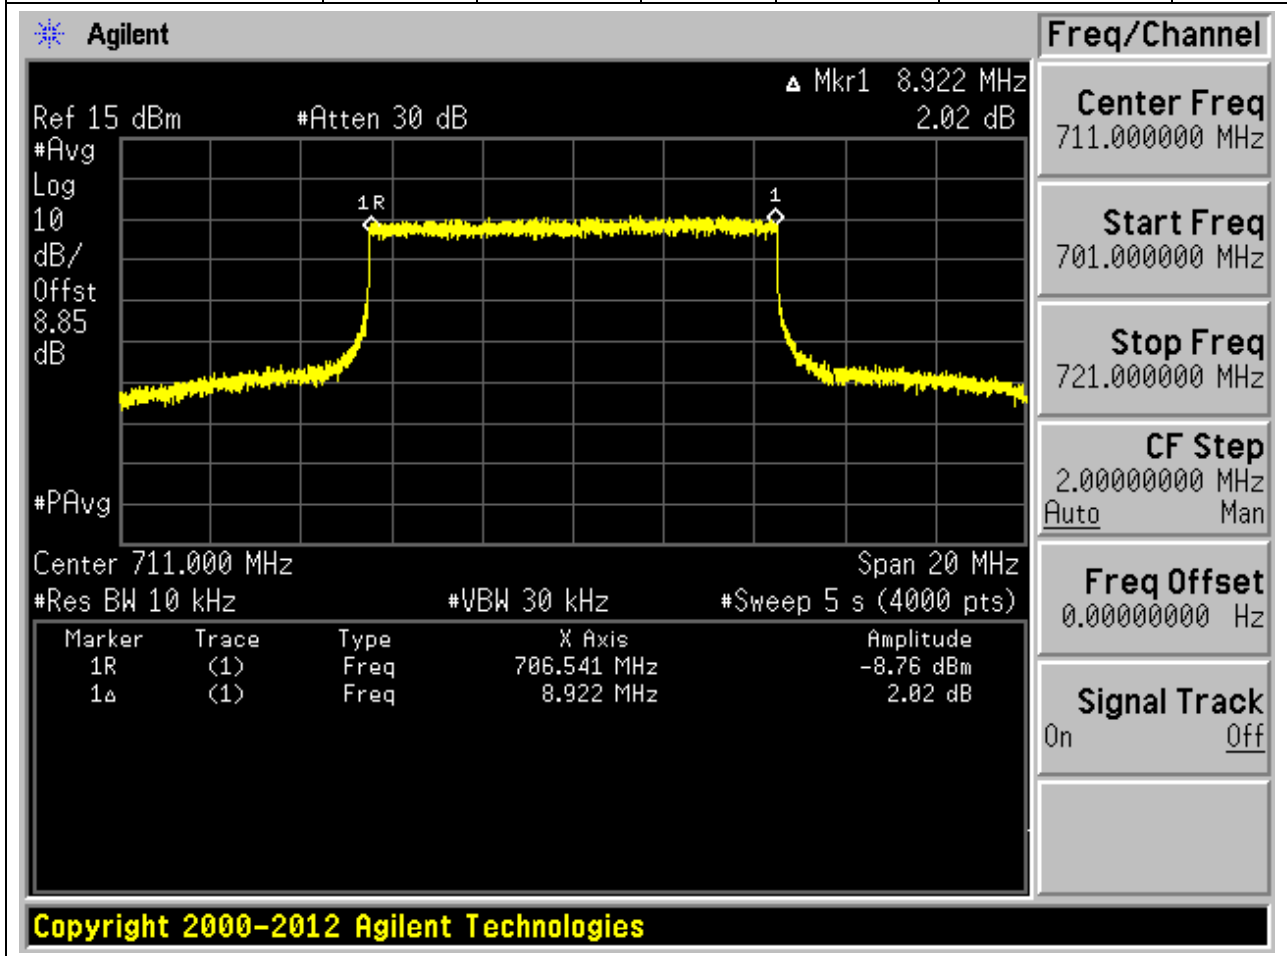 Agilent
Freq/Channel
Δ Mkr1 8.922 MHz
Ref 15 dBm #Atten 30 dB 2.02 dB
#Avg
Log
10
dB/
Offst
8.85
dB
1R
1
#PAvg
Center 711.000 MHz Span 20 MHz
#Res BW 10 kHz #VBW 30 kHz #Sweep 5 s (4000 pts)
Marker Trace Type X Axis Amplitude
1R (1) Freq 706.541 MHz -8.76 dBm
1Δ (1) Freq 8.922 MHz 2.02 dB
Center Freq
711.000000 MHz
Start Freq
701.000000 MHz
Stop Freq
721.000000 MHz
CF Step
2.00000000 MHz
Auto Man
Freq Offset
0.00000000 Hz
Signal Track
On Off
Copyright 2000-2012 Agilent Technologies